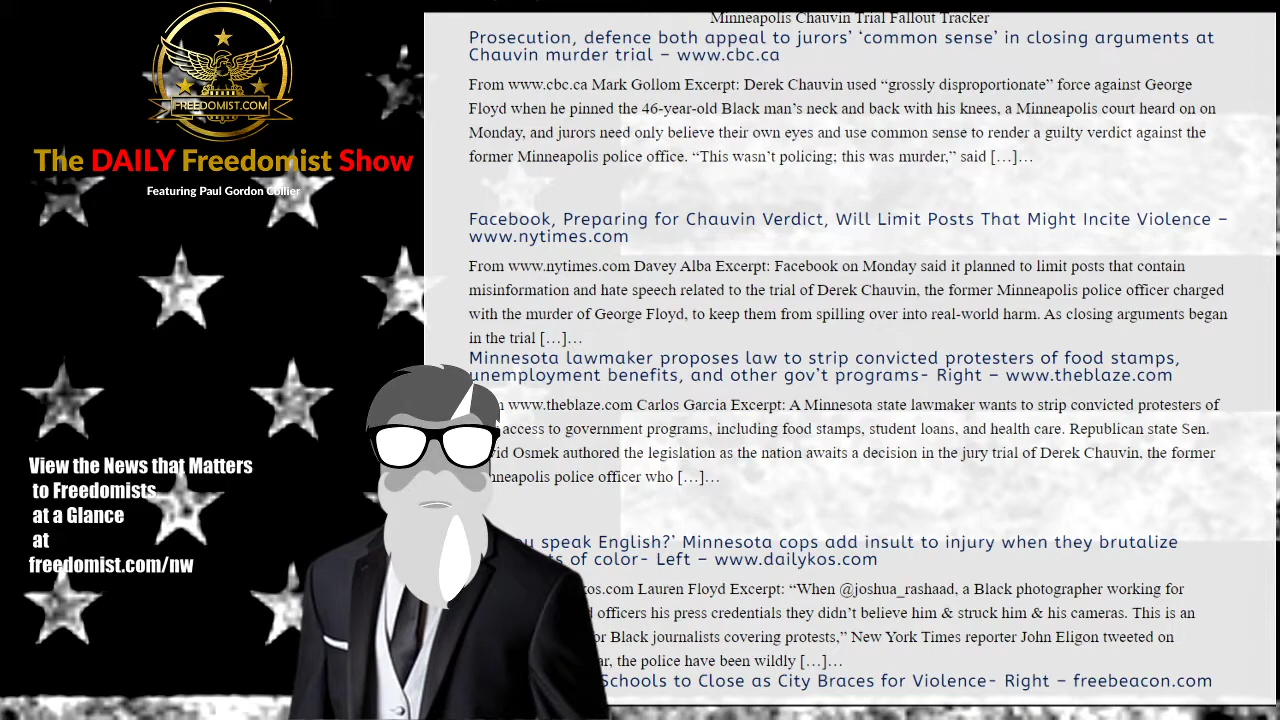 FREEDOMIST.COM
The DAILY Freedomist Show
Featuring Paul Gordon Collier
View the News that Matters
to Freedomists
at a Glance
at
freedomist.com/nw
Minneapolis Chauvin Trial Fallout Tracker
Prosecution, defence both appeal to jurors’ ‘common sense’ in closing arguments at
Chauvin murder trial – www.cbc.ca
From www.cbc.ca Mark Gollom Excerpt: Derek Chauvin used “grossly disproportionate” force against George
Floyd when he pinned the 46-year-old Black man’s neck and back with his knees, a Minneapolis court heard on on
Monday, and jurors need only believe their own eyes and use common sense to render a guilty verdict against the
former Minneapolis police office. “This wasn’t policing; this was murder,” said […]…
Facebook, Preparing for Chauvin Verdict, Will Limit Posts That Might Incite Violence –
www.nytimes.com
From www.nytimes.com Davey Alba Excerpt: Facebook on Monday said it planned to limit posts that contain
misinformation and hate speech related to the trial of Derek Chauvin, the former Minneapolis police officer charged
with the murder of George Floyd, to keep them from spilling over into real-world harm. As closing arguments began
in the trial […]…
Minnesota lawmaker proposes law to strip convicted protesters of food stamps,
unemployment benefits, and other gov’t programs- Right – www.theblaze.com
www.theblaze.com Carlos Garcia Excerpt: A Minnesota state lawmaker wants to strip convicted protesters of
access to government programs, including food stamps, student loans, and health care. Republican state Sen.
Osmek authored the legislation as the nation awaits a decision in the jury trial of Derek Chauvin, the former
police officer who […]…
speak English?’ Minnesota cops add insult to injury when they brutalize
of color- Left – www.dailykos.com
Lauren Floyd Excerpt: “When @joshua_rashaad, a Black photographer working for
officers his press credentials they didn’t believe him & struck him & his cameras. This is an
Black journalists covering protests,” New York Times reporter John Eligon tweeted on
the police have been wildly […]…
Schools to Close as City Braces for Violence- Right – freebeacon.com